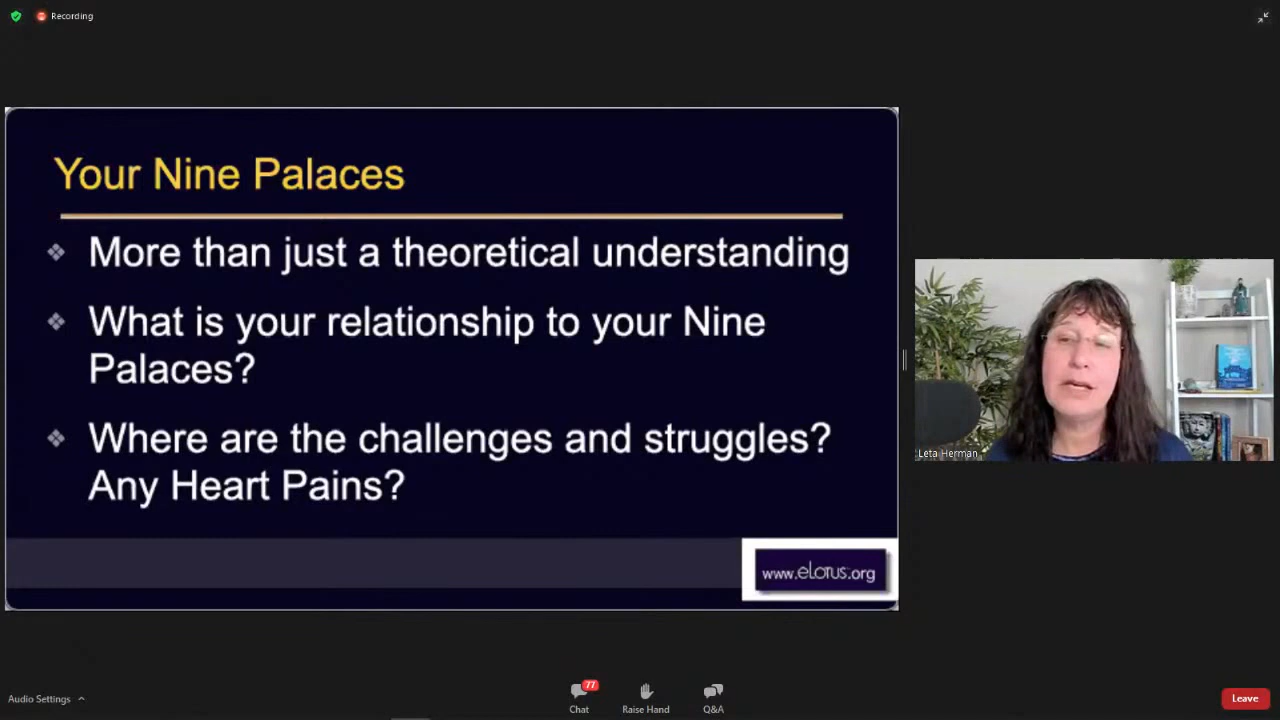 Recording
Your Nine Palaces
More than just a theoretical understanding
What is your relationship to your Nine
Palaces?
Where are the challenges and struggles?
Any Heart Pains?
www.eLotus.org
Leta Herman
Audio Settings
77
Chat
Raise Hand
Q&A
Leave